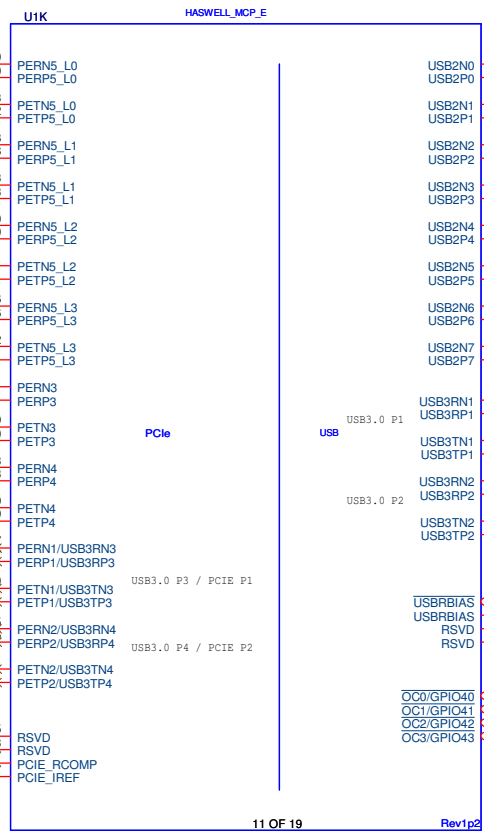 U1K
HASWELL_MCP_E
PERN5_L0
PERP5_L0
PETN5_L0
PETP5_L0
PERN5_L1
PERP5_L1
PETN5_L1
PETP5_L1
PERN5_L2
PERP5_L2
PETN5_L2
PETP5_L2
PERN5_L3
PERP5_L3
PETN5_L3
PETP5_L3
PERN3
PERP3
PETN3
PETP3
PERN4
PERP4
PETN4
PETP4
PERN1/USB3RN3
PERP1/USB3RP3
PETN1/USB3TN3
PETP1/USB3TP3
PERN2/USB3RN4
PERP2/USB3RP4
PETN2/USB3TN4
PETP2/USB3TP4
RSVD
RSVD
PCIE_RCOMP
PCIE_IREF
PCIe
USB3.0 P3 / PCIE P1
USB3.0 P4 / PCIE P2
USB
USB3.0 P1
USB3.0 P2
USB2N0
USB2P0
USB2N1
USB2P1
USB2N2
USB2P2
USB2N3
USB2P3
USB2N4
USB2P4
USB2N5
USB2P5
USB2N6
USB2P6
USB2N7
USB2P7
USB3RN1
USB3RP1
USB3TN1
USB3TP1
USB3RN2
USB3RP2
USB3TN2
USB3TP2
USBRBIAS
USBRBIAS
RSVD
RSVD
OC0/GPIO40
OC1/GPIO41
OC2/GPIO42
OC3/GPIO43
11 OF 19
Rev1p2